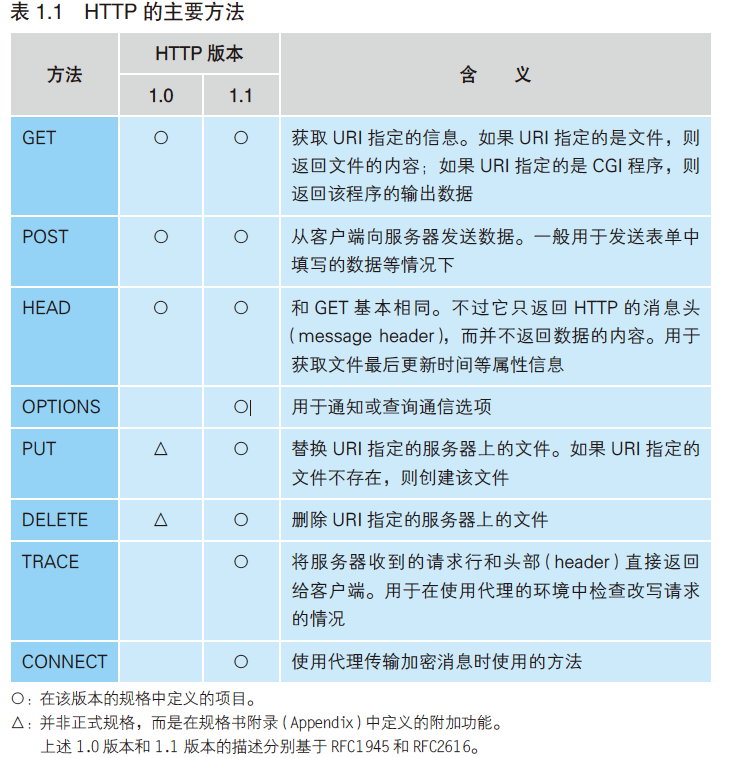 表 1.1 HTTP 的主要方法
方法 HTTP 版本 含 义
1.0 1.1
GET ○ ○ 获取 URI 指定的信息。如果 URI 指定的是文件，则
返回文件的内容；如果 URI 指定的是 CGI 程序，则
返回该程序的输出数据
POST ○ ○ 从客户端向服务器发送数据。一般用于发送表单中
填写的数据等情况下
HEAD ○ ○ 和 GET 基本相同。不过它只返回 HTTP 的消息头
（message header），而并不返回数据的内容。用于
获取文件最后更新时间等属性信息
OPTIONS ○ 用于通知或查询通信选项
PUT △ ○ 替换 URI 指定的服务器上的文件。如果 URI 指定的
文件不存在，则创建该文件
DELETE △ ○ 删除 URI 指定的服务器上的文件
TRACE ○ 将服务器收到的请求行和头部（header）直接返回
给客户端。用于在使用代理的环境中检查改写请求
的情况
CONNECT ○ 使用代理传输加密消息时使用的方法
○：在该版本的规格中定义的项目。
△：并非正式规格，而是在规格书附录（Appendix）中定义的附加功能。
上述 1.0 版本和 1.1 版本的描述分别基于 RFC1945 和 RFC2616。